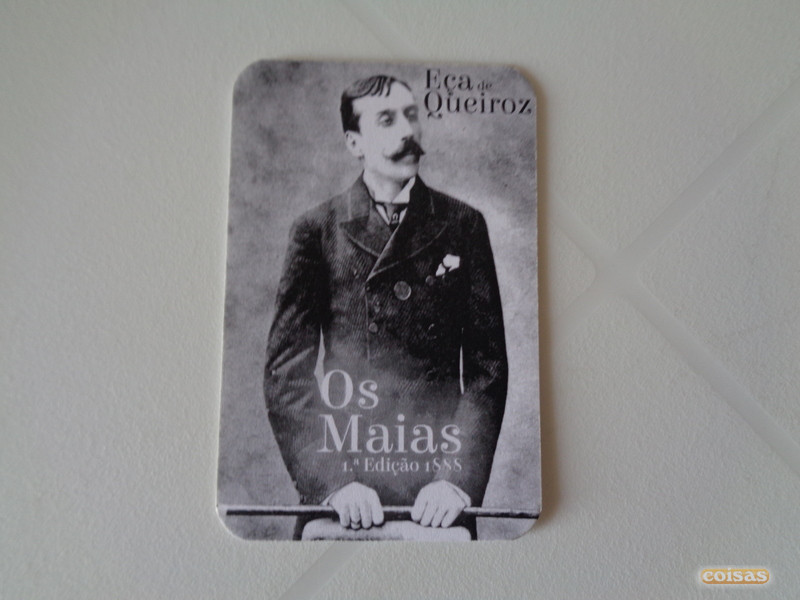 Eça de
Queiroz
Os
Maias
1.ª Edição 1888
coisas